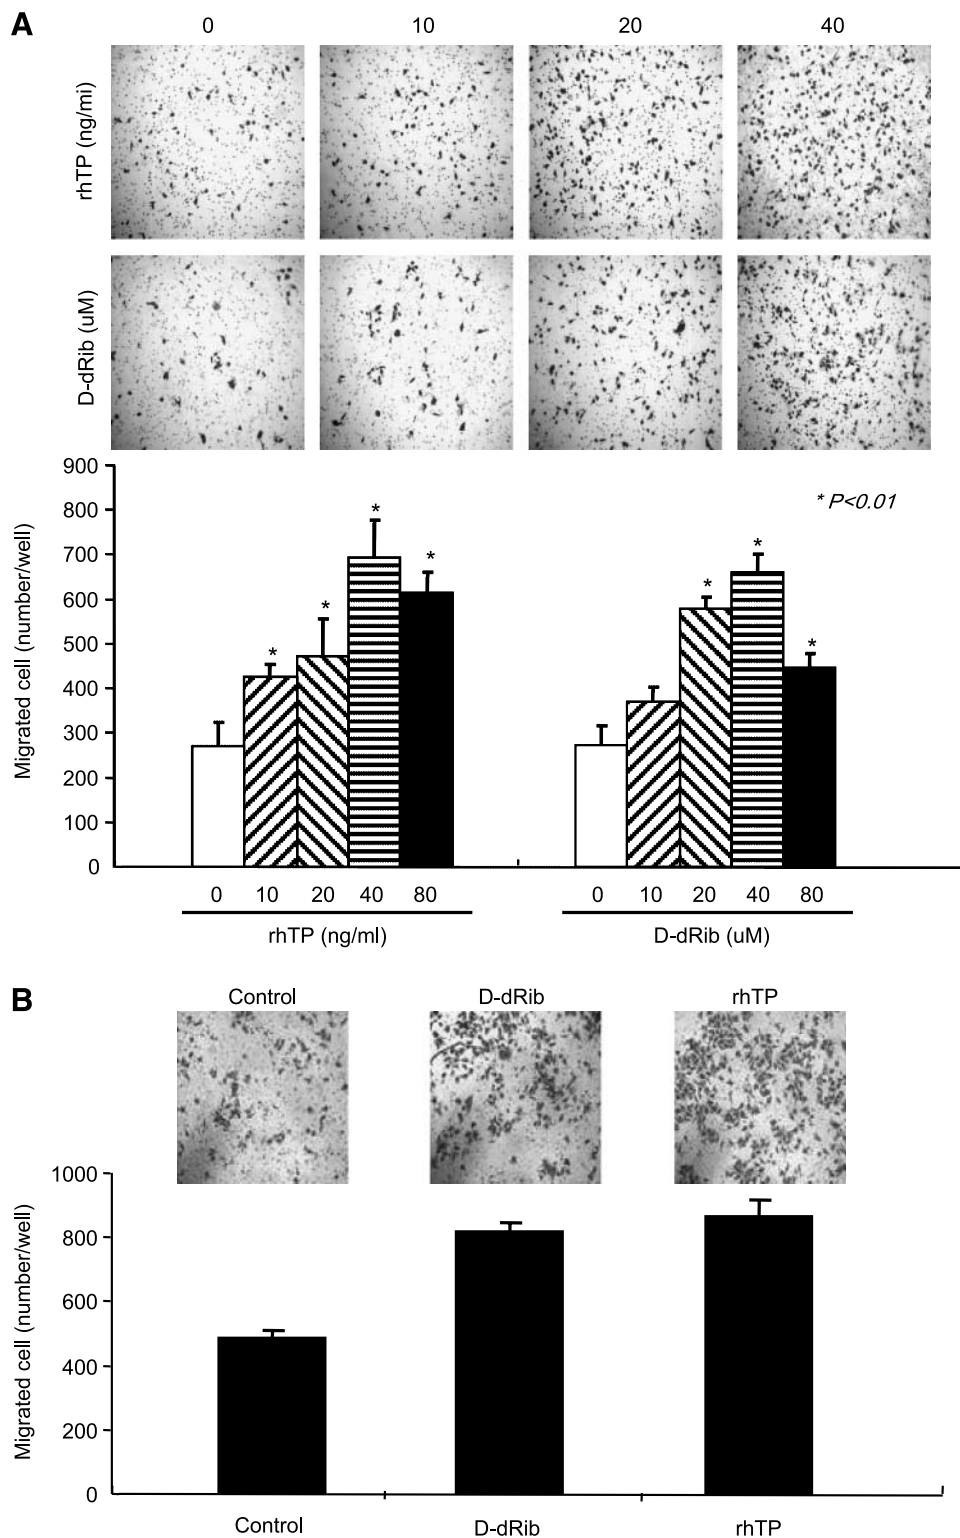 A
0 10 20 40
rhTP (ng/mi)
D-dRib (uM)
900
800
700
600
500
400
300
200
100
0
Migrated cell (number/well)
* P<0.01
* * * *
* * *
0 10 20 40 80
0 10 20 40 80
rhTP (ng/ml)
D-dRib (uM)
B
Control D-dRib rhTP
1000
800
600
400
200
0
Migrated cell (number/well)
Control D-dRib rhTP